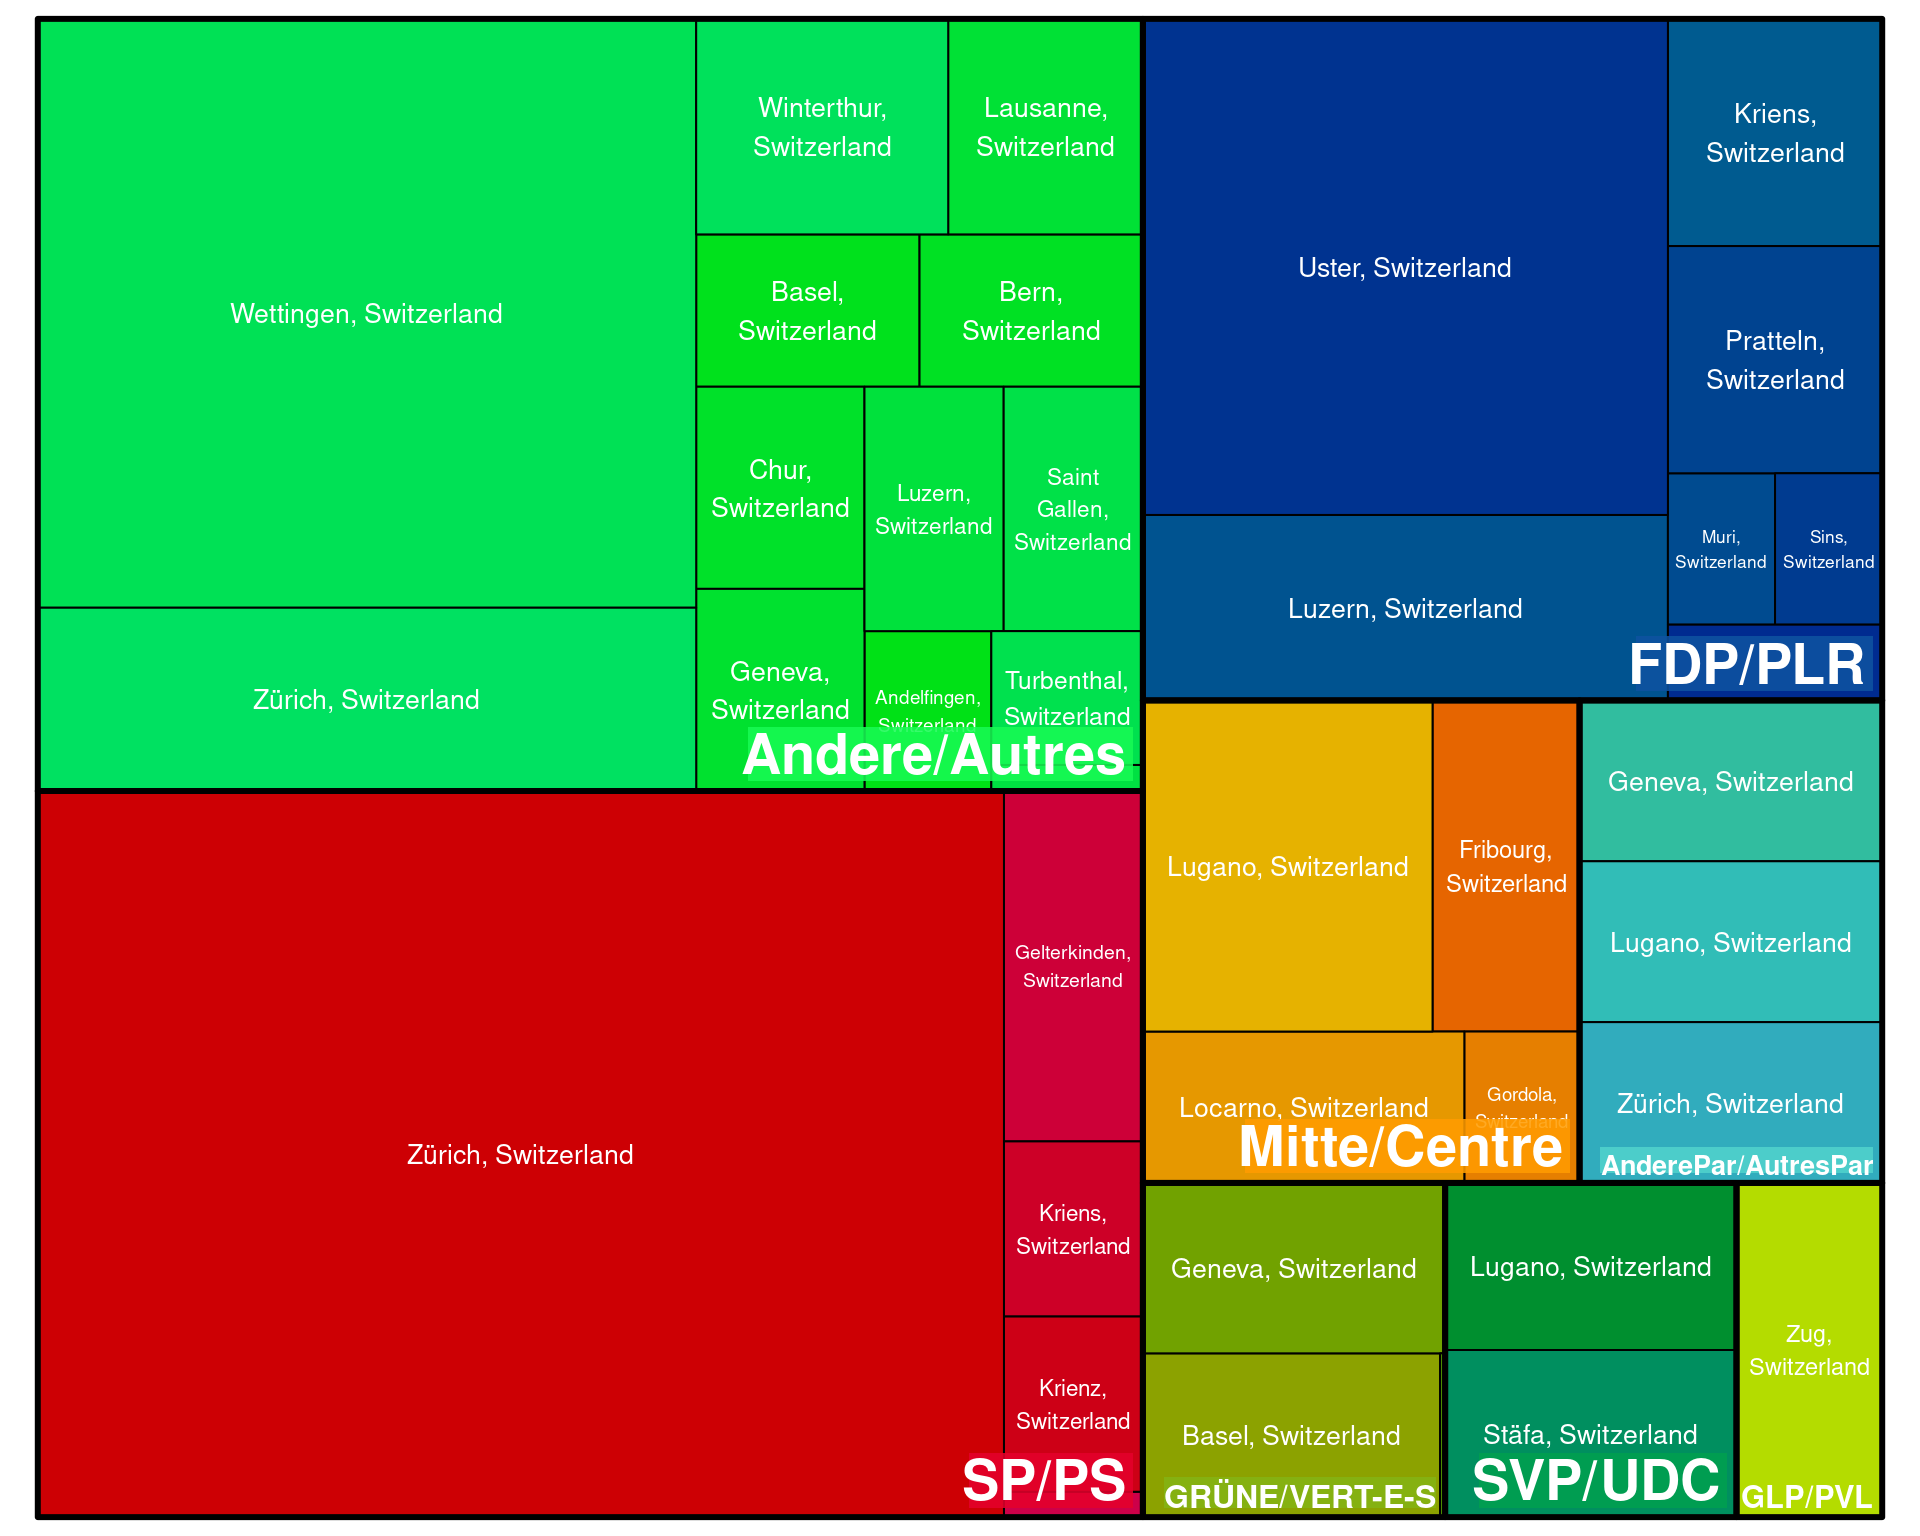 Wettingen, Switzerland
Zürich, Switzerland
Winterthur,
Switzerland
Lausanne,
Switzerland
Basel,
Switzerland
Bern,
Switzerland
Chur,
Switzerland
Luzern,
Switzerland
Saint
Gallen,
Switzerland
Geneva,
Switzerland
Andelfingen,
Switzerland
Turbenthal,
Switzerland
Andere/Autres
Zürich, Switzerland
Gelterkinden,
Switzerland
Kriens,
Switzerland
Krienz,
Switzerland
SP/PS
Uster, Switzerland
Luzern, Switzerland
Kriens,
Switzerland
Pratteln,
Switzerland
Muri,
Switzerland
Sins,
Switzerland
FDP/PLR
Lugano, Switzerland
Fribourg,
Switzerland
Locarno, Switzerland
Gordola,
Switzerland
Mitte/Centre
Geneva, Switzerland
Lugano, Switzerland
Zürich, Switzerland
AnderePar/AutresPar
Geneva, Switzerland
Basel, Switzerland
GRÜNE/VERT-E-S
Lugano, Switzerland
Stäfa, Switzerland
SVP/UDC
Zug,
Switzerland
GLP/PVL